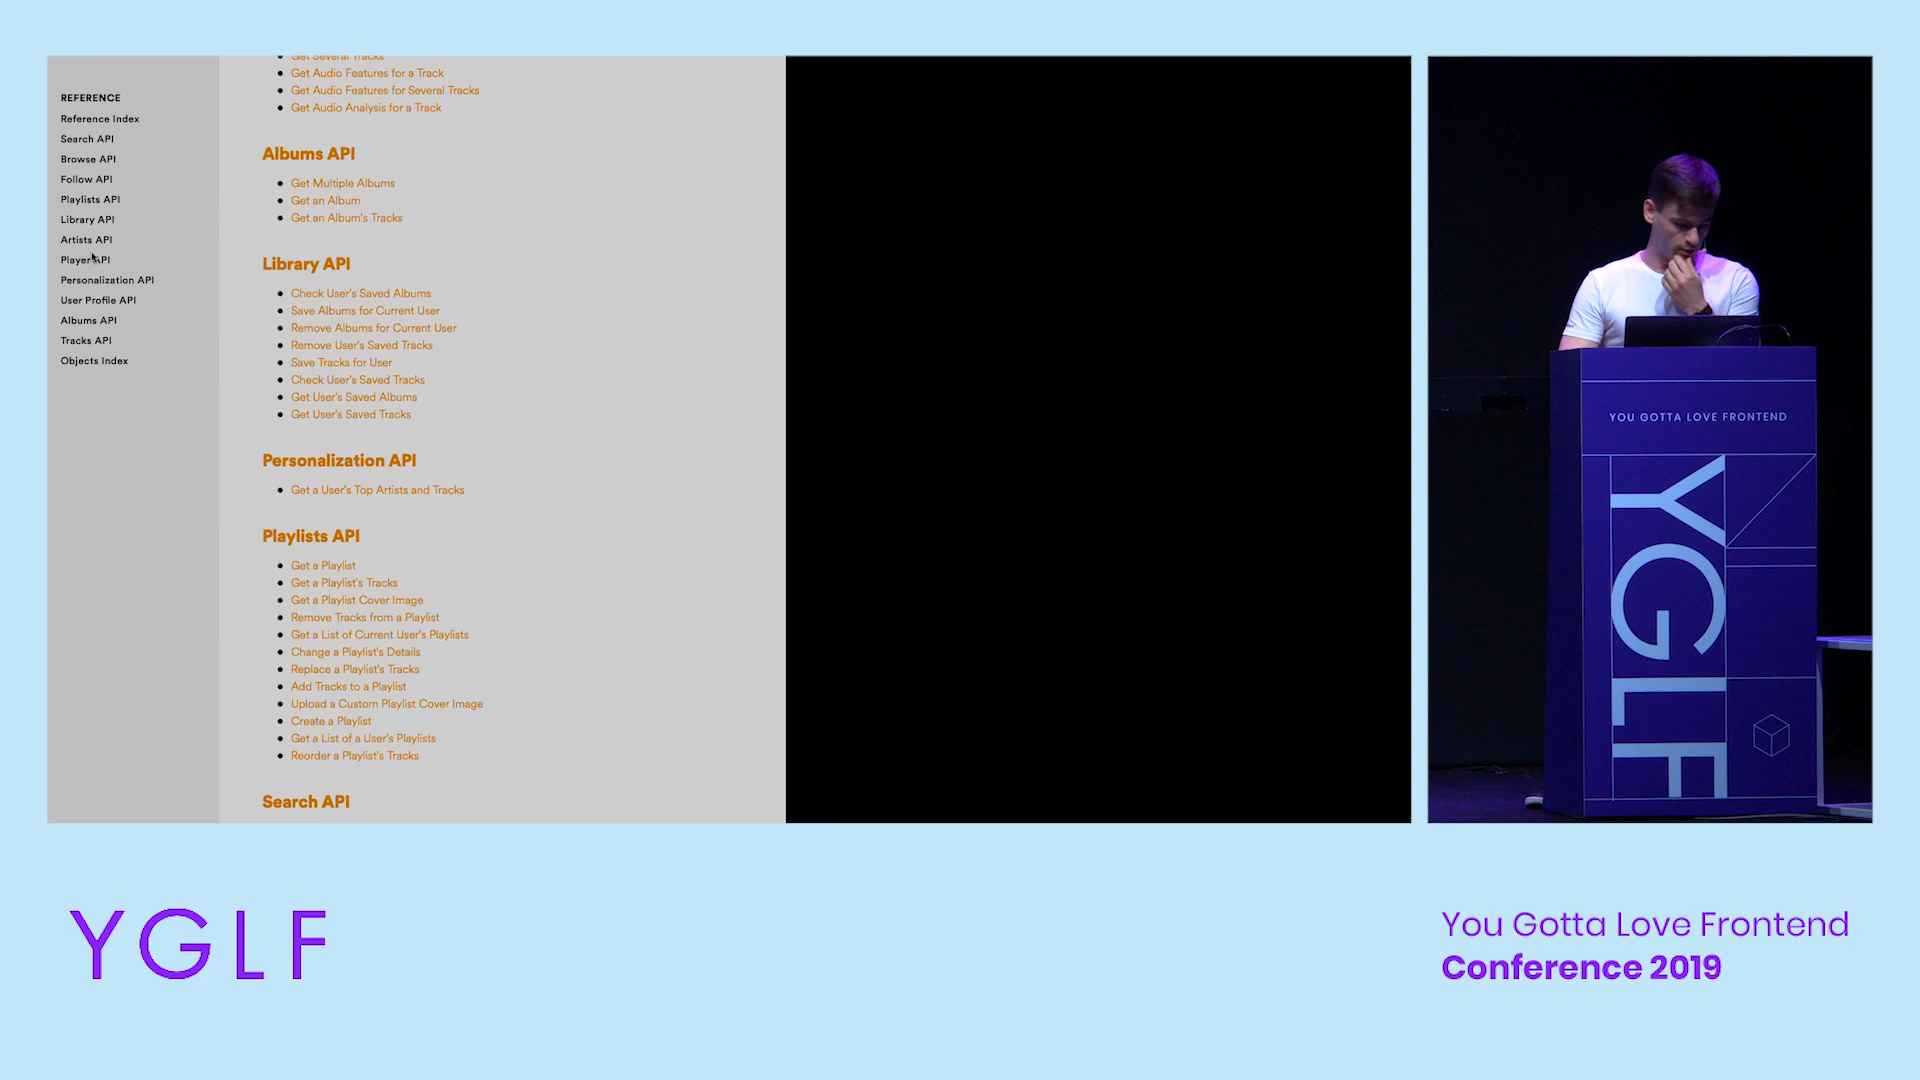 REFERENCE
Reference Index
Search API
Browse API
Follow API
Playlists API
Library API
Artists API
Player API
Personalization API
User Profile API
Albums API
Tracks API
Objects Index
Get Several Tracks
Get Audio Features for a Track
Get Audio Features for Several Tracks
Get Audio Analysis for a Track
Albums API
Get Multiple Albums
Get an Album
Get an Album's Tracks
Library API
Check User's Saved Albums
Save Albums for Current User
Remove Albums for Current User
Remove User's Saved Tracks
Save Tracks for User
Check User's Saved Tracks
Get User's Saved Albums
Get User's Saved Tracks
Personalization API
Get a User's Top Artists and Tracks
Playlists API
Get a Playlist
Get a Playlist's Tracks
Get a Playlist Cover Image
Remove Tracks from a Playlist
Get a List of Current User's Playlists
Change a Playlist's Details
Replace a Playlist's Tracks
Add Tracks to a Playlist
Upload a Custom Playlist Cover Image
Create a Playlist
Get a List of a User's Playlists
Reorder a Playlist's Tracks
Search API
YOU GOTTA LOVE FRONTEND
YGLF
YGLF
You Gotta Love Frontend
Conference 2019